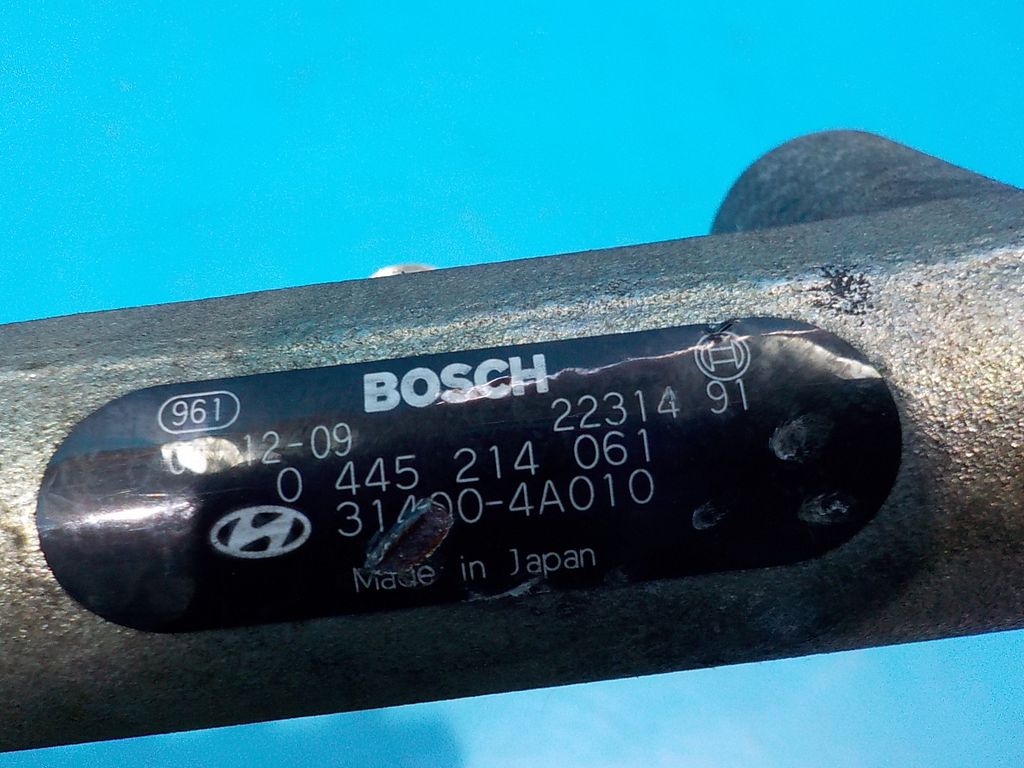 BOSCH
961
12-09
22314 91
0 445 214 061
31400-4A010
Made in Japan